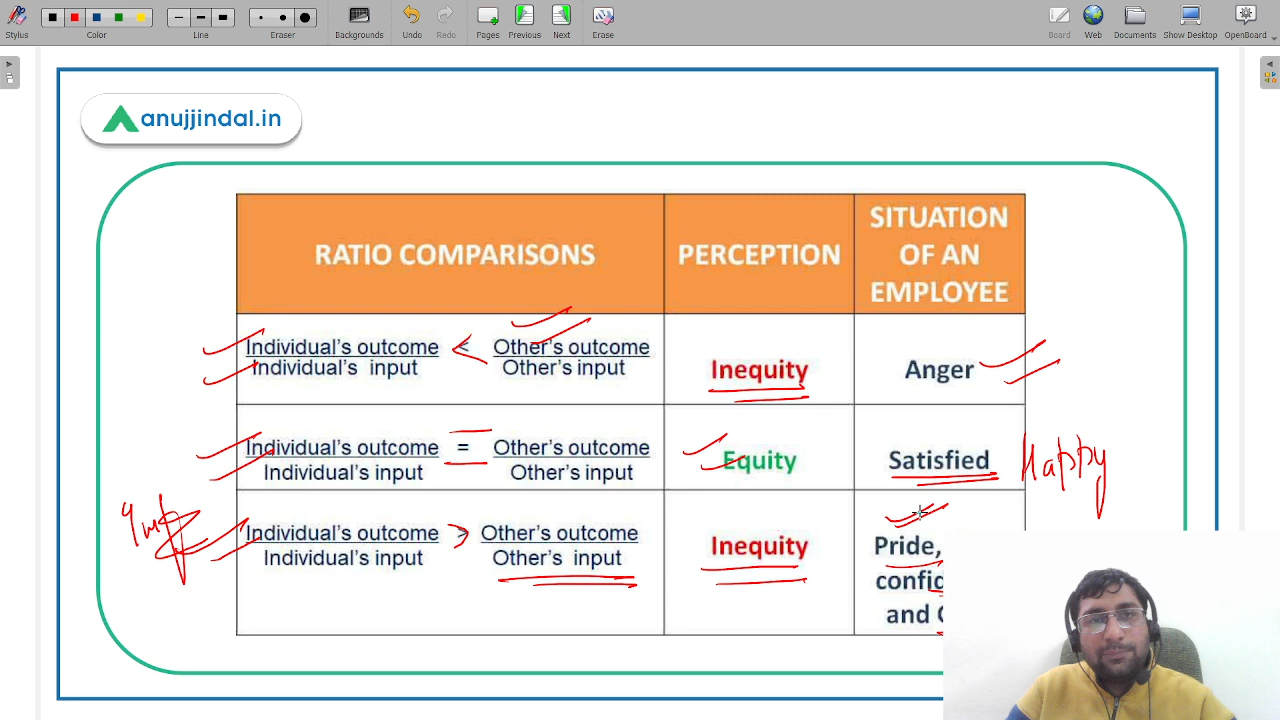 Stylus
Color
Line
Eraser
Backgrounds
Undo
Redo
Pages
Previous
Next
Erase
Board
Web
Documents
Show Desktop
OpenBoard
anujjindal.in
RATIO COMPARISONS
PERCEPTION
SITUATION
OF AN
EMPLOYEE
Individual's outcome < Other's outcome
Individual's input Other's input
Inequity
Anger
Individual's outcome = Other's outcome
Individual's input Other's input
Equity
Satisfied
Happy
Imp
Individual's outcome > Other's outcome
Individual's input Other's input
Inequity
Pride,
and